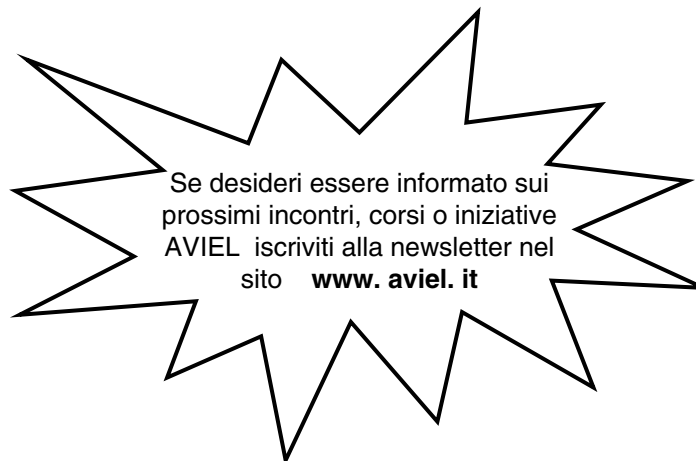 Se desideri essere informato sui
prossimi incontri, corsi o iniziative
AVIEL  iscriviti alla newsletter nel
sito    www. aviel. it